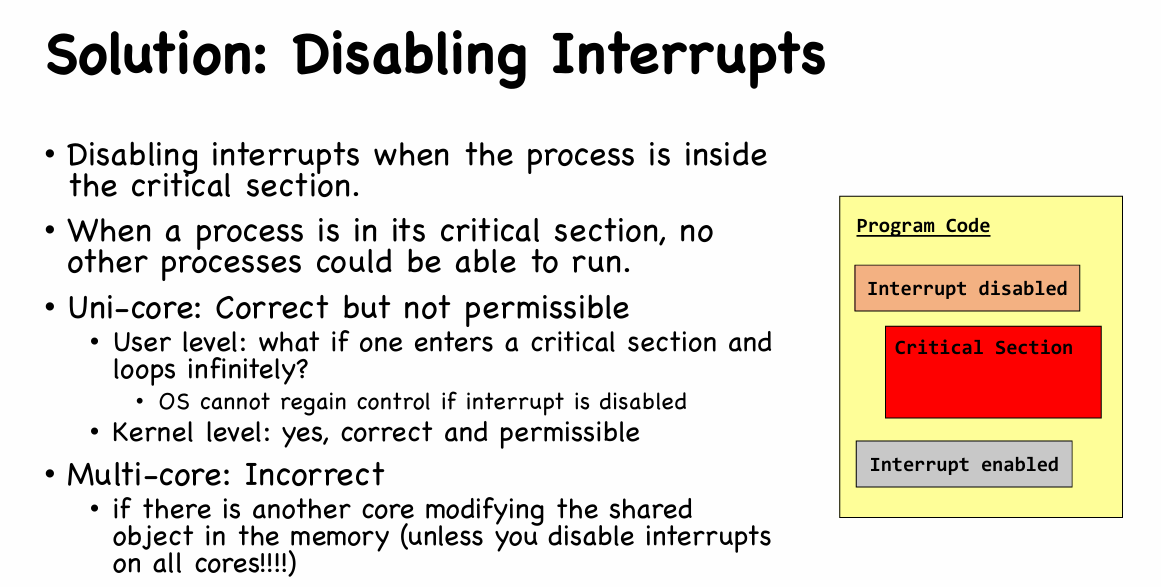 Solution: Disabling Interrupts
• Disabling interrupts when the process is inside
the critical section.
• When a process is in its critical section, no
other processes could be able to run.
• Uni-core: Correct but not permissible
• User level: what if one enters a critical section and
loops infinitely?
• OS cannot regain control if interrupt is disabled
• Kernel level: yes, correct and permissible
• Multi-core: Incorrect
• if there is another core modifying the shared
object in the memory (unless you disable interrupts
on all cores!!!!)
Program Code
Interrupt disabled
Critical Section
Interrupt enabled